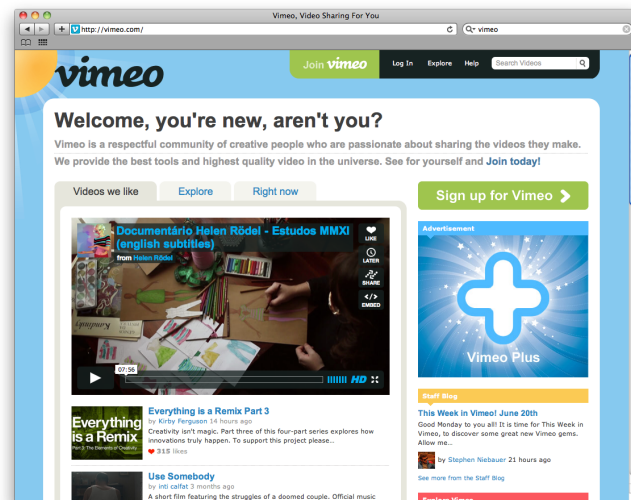 Vimeo, Video Sharing For You
http://vimeo.com/
vimeo
vimeo
Join vimeo
Log In
Explore
Help
Search Videos
Welcome, you're new, aren't you?
Vimeo is a respectful community of creative people who are passionate about sharing the videos they make.
We provide the best tools and highest quality video in the universe. See for yourself and Join today!
Videos we like
Explore
Right now
Sign up for Vimeo
Documentário Helen Rödel - Estudos MMXI
(english subtitles)
from Helen Rödel
LIKE
LATER
SHARE
EMBED
Kandinsky
07:56
HD
Advertisement
Vimeo Plus
Everything
is a Remix
Part 3: The Elements of Creativity
Everything is a Remix Part 3
by Kirby Ferguson 14 hours ago
Creativity isn't magic. Part three of this four-part series explores how
innovations truly happen. To support this project please...
315 likes
Use Somebody
by inti calfat 3 months ago
A short film featuring the struggles of a doomed couple. Official music
Staff Blog
This Week in Vimeo! June 20th
Good Monday to you all! It is time for This Week in
Vimeo, to discover some great new Vimeo gems.
Allow me...
by Stephen Niebauer 21 hours ago
See more from the Staff Blog
Explore Vimeo